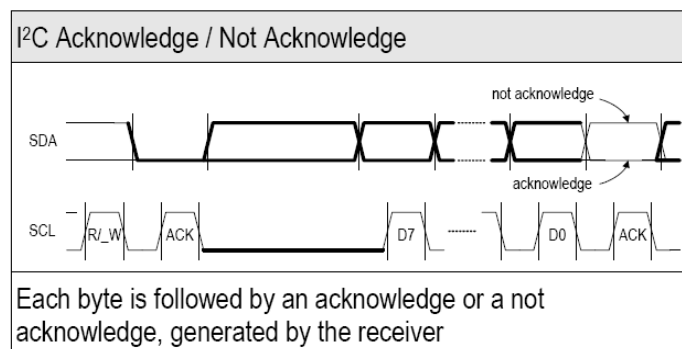 I²C Acknowledge / Not Acknowledge
not acknowledge
SDA
acknowledge
SCL R/_W ACK D7 D0 ACK
Each byte is followed by an acknowledge or a not
acknowledge, generated by the receiver